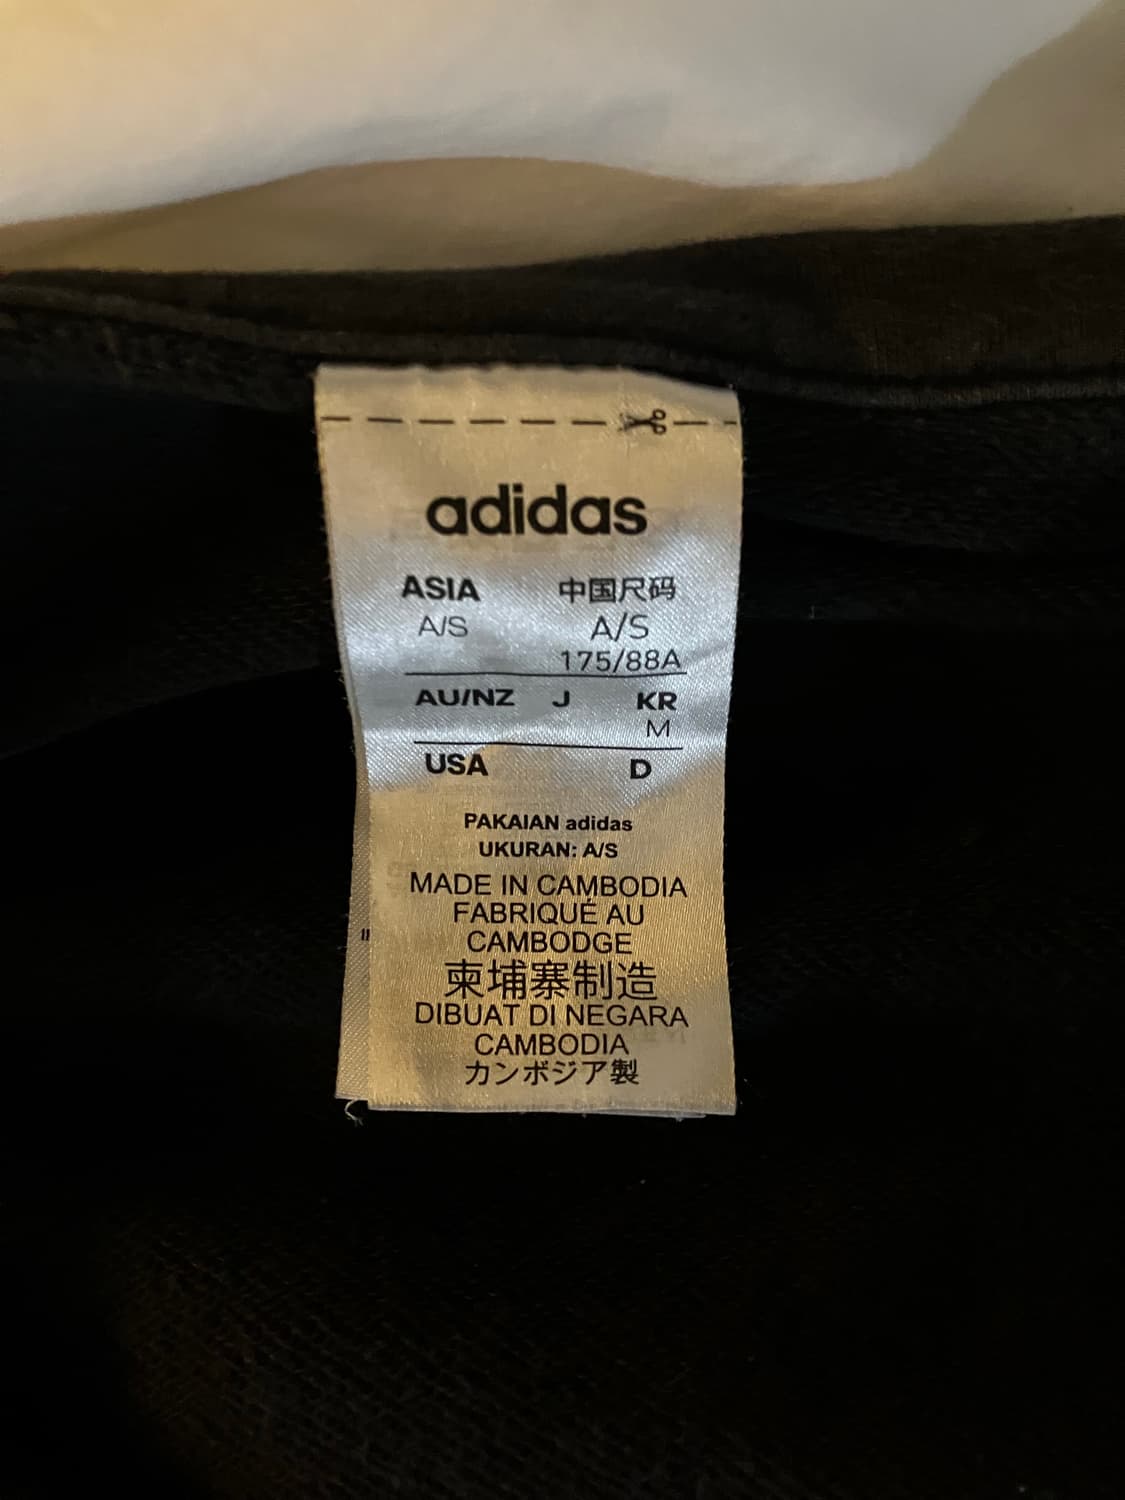 adidas
ASIA 中国尺码
A/S A/S
175/88A
AU/NZ J KR
M
USA D
PAKAIAN adidas
UKURAN: A/S
MADE IN CAMBODIA
FABRIQUÉ AU
CAMBODGE
柬埔寨制造
DIBUAT DI NEGARA
CAMBODIA
カンボジア製